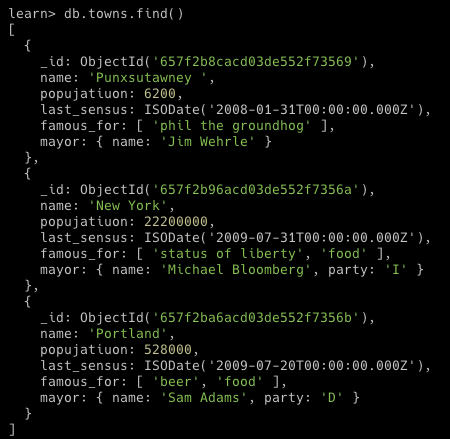 learn> db.towns.find()
[
  {
    _id: ObjectId('657f2b8cacd03de552f73569'),
    name: 'Punxsutawney ',
    popujatiuon: 6200,
    last_sensus: ISODate('2008-01-31T00:00:00.000Z'),
    famous_for: [ 'phil the groundhog' ],
    mayor: { name: 'Jim Wehrle' }
  },
  {
    _id: ObjectId('657f2b96acd03de552f7356a'),
    name: 'New York',
    popujatiuon: 22200000,
    last_sensus: ISODate('2009-07-31T00:00:00.000Z'),
    famous_for: [ 'status of liberty', 'food' ],
    mayor: { name: 'Michael Bloomberg', party: 'I' }
  },
  {
    _id: ObjectId('657f2ba6acd03de552f7356b'),
    name: 'Portland',
    popujatiuon: 528000,
    last_sensus: ISODate('2009-07-20T00:00:00.000Z'),
    famous_for: [ 'beer', 'food' ],
    mayor: { name: 'Sam Adams', party: 'D' }
  }
]